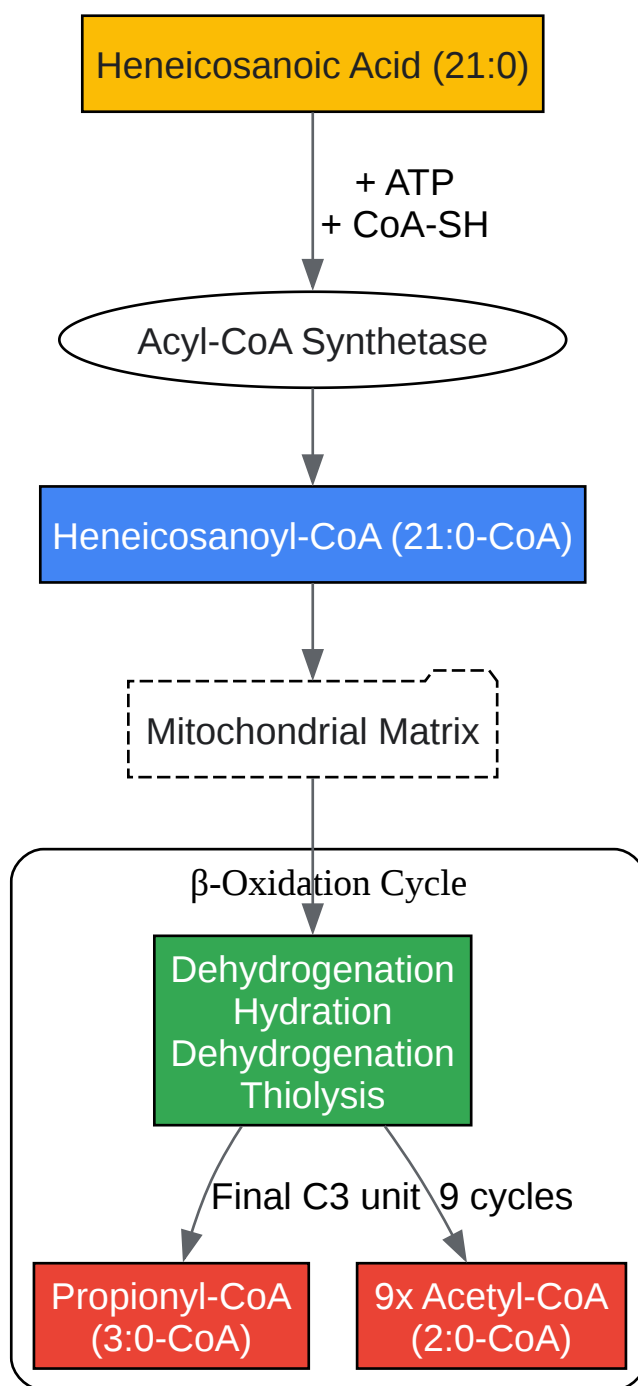 Heneicosanoic Acid (21:0)
+ ATP
+ CoA-SH
Acyl-CoA Synthetase
Heneicosanoyl-CoA (21:0-CoA)
Mitochondrial Matrix
β-Oxidation Cycle
Dehydrogenation
Hydration
Dehydrogenation
Thiolysis
Final C3 unit
9 cycles
Propionyl-CoA
(3:0-CoA)
9x Acetyl-CoA
(2:0-CoA)